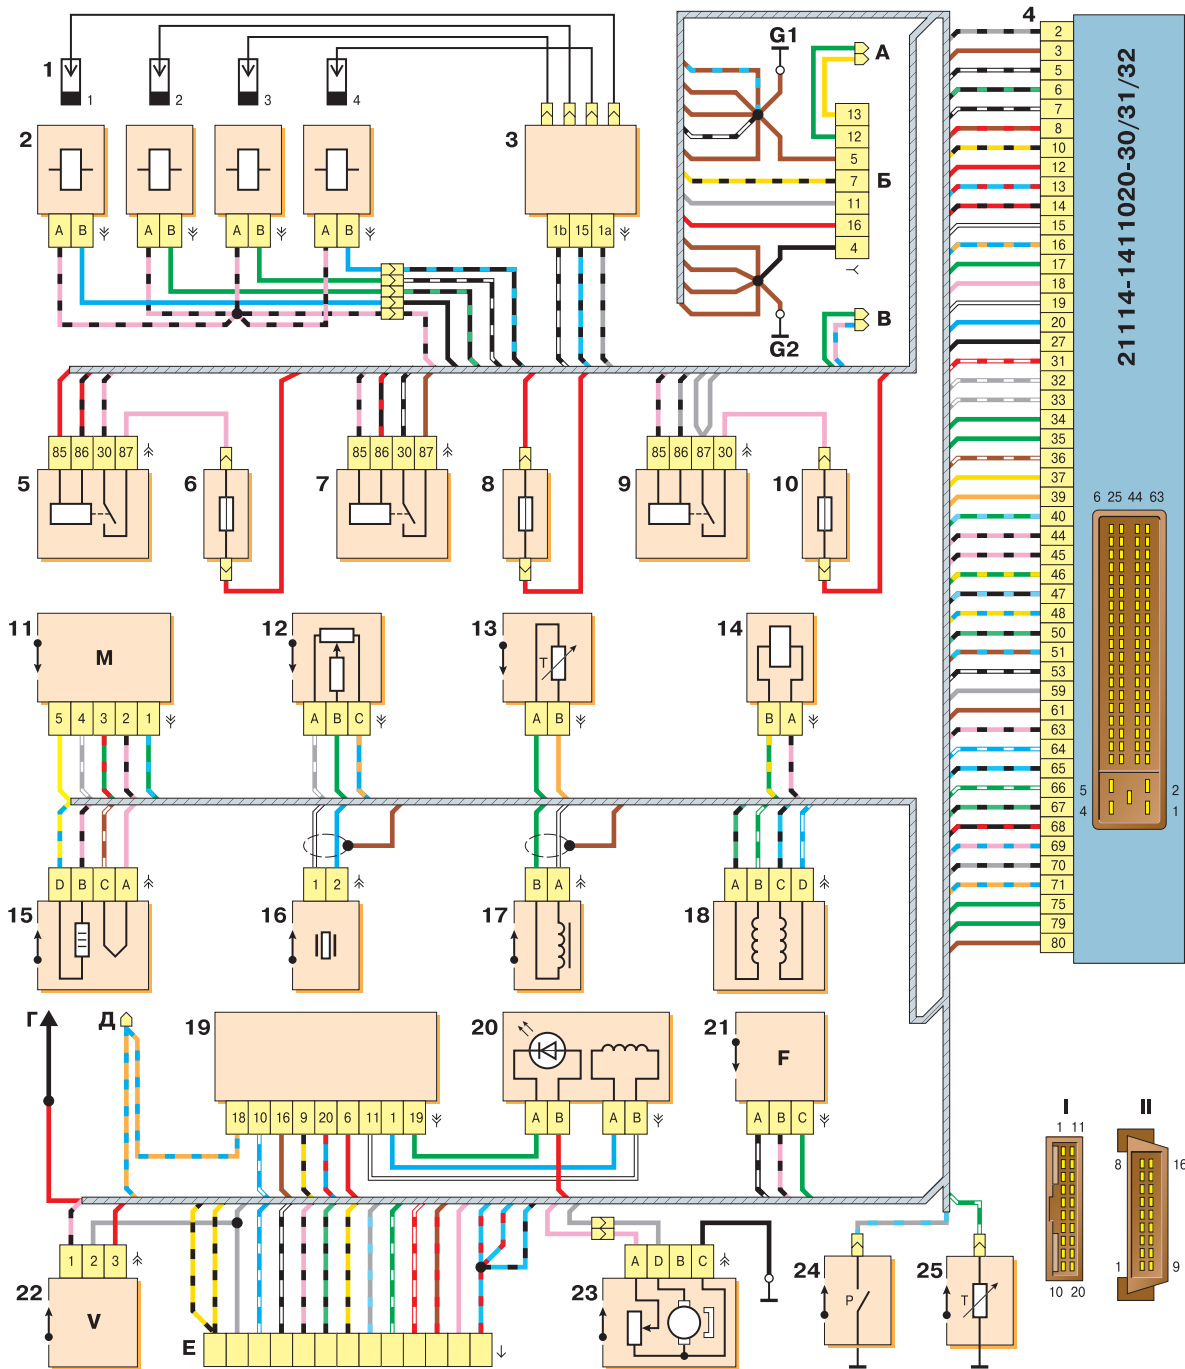 1
1 2 3 4
2
A B A B A B A B
3
1b 15 1a
G1
A
13
12
5
7 Б
11
16
4
G2
В
4
2
3
5
6
7
8
10
12
13
14
15
16
17
18
19
20
27
31
32
33
34
35
36
37
39
40
44
45
46
47
48
50
51
53
59
61
63
64
65
66
67
68
69
70
71
75
79
80
21114-1411020-30/31/32
6 25 44 63
5 2
4 1
85 86 30 87
5
6
85 86 30 87
7
8
85 86 87 30
9
10
11
M
5 4 3 2 1
12
A B C
13
T
A B
14
B A
D B C A
15
1 2
16
B A
17
A B C D
18
Г
Д
19
18 10 16 9 20 6 11 1 19
20
A B A B
21
F
A B C
1 2 3
22
V
E
A D B C
23
24
P
25
T
I
1 11
10 20
II
8 16
1 9